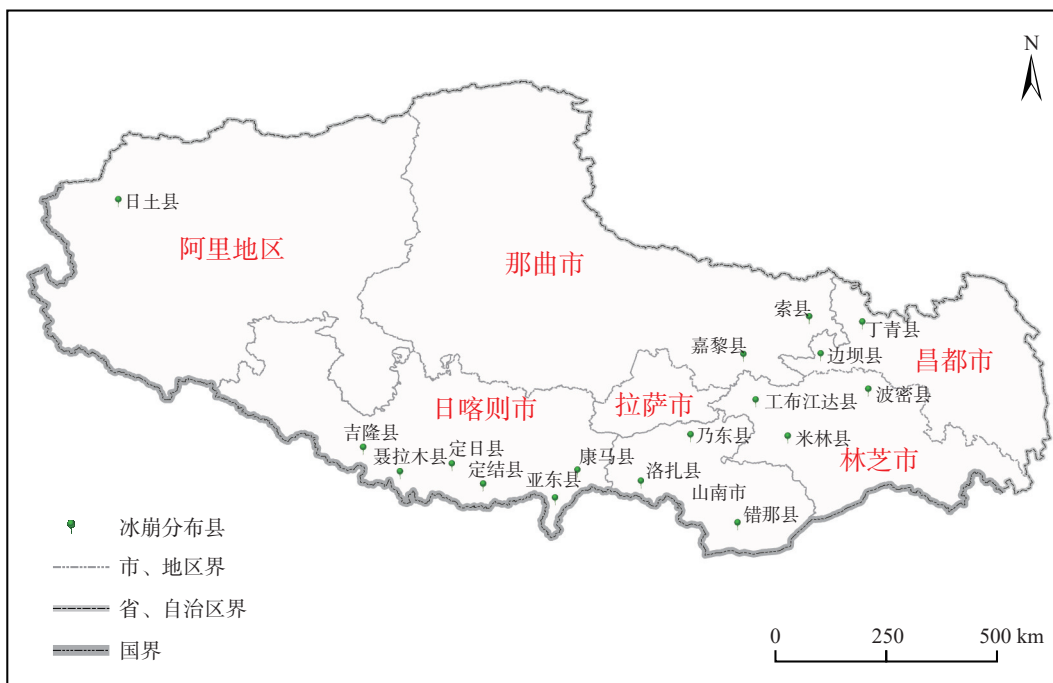 N
日土县
阿里地区
那曲市
索县
丁青县
嘉黎县
边坝县
昌都市
日喀则市
拉萨市
工布江达县
波密县
吉隆县
聂拉木县
定日县
定结县
亚东县
康马县
乃东县
洛扎县
米林县
林芝市
山南市
错那县
冰崩分布县
市、地区界
省、自治区界
国界
0 250 500 km